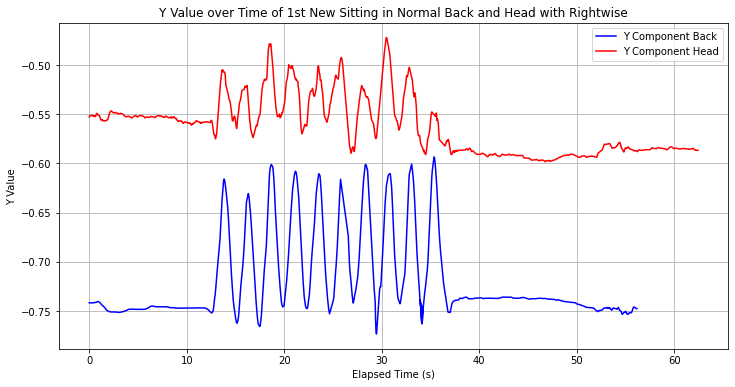 Y Value over Time of 1st New Sitting in Normal Back and Head with Rightwise
Y Component Back
Y Component Head
Y Value
−0.50
−0.55
−0.60
−0.65
−0.70
−0.75
0 10 20 30 40 50 60
Elapsed Time (s)